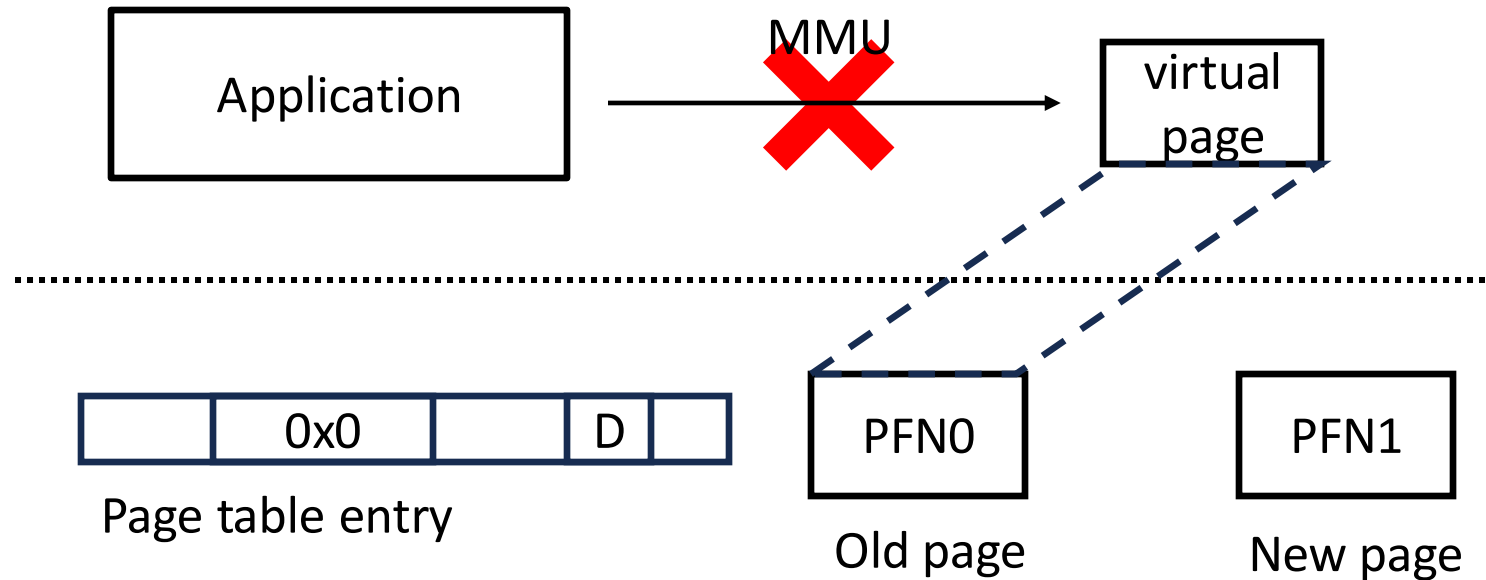 MMU
Application
virtual
page
0x0
D
PFN0
PFN1
Page table entry
Old page
New page